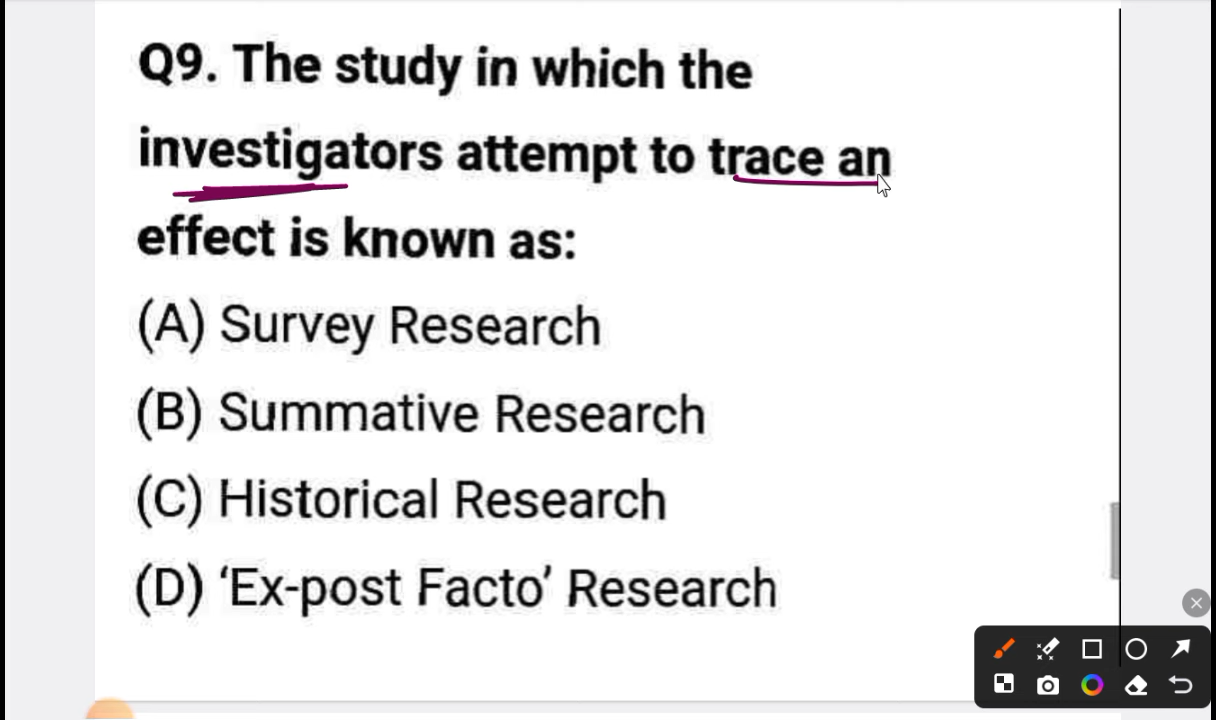 Q9. The study in which the
investigators attempt to trace an
effect is known as:
(A) Survey Research
(B) Summative Research
(C) Historical Research
(D) ‘Ex-post Facto’ Research